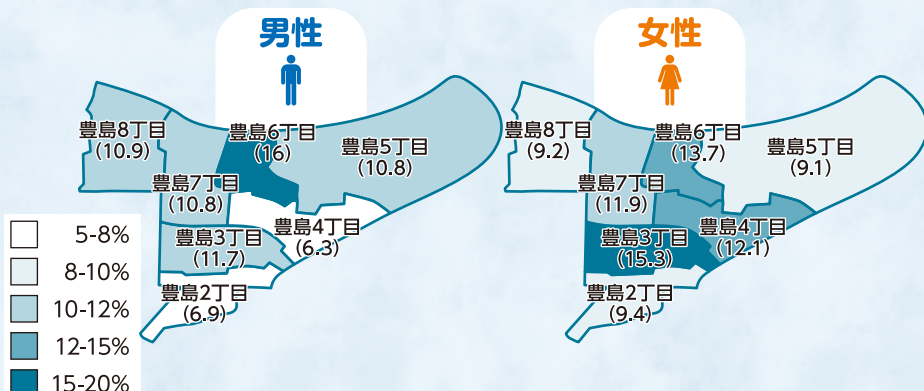 男性
豊島8丁目
(10.9)
豊島6丁目
(16)
豊島5丁目
(10.8)
豊島7丁目
(10.8)
豊島4丁目
(6.3)
豊島3丁目
(11.7)
豊島2丁目
(6.9)
女性
豊島8丁目
(9.2)
豊島6丁目
(13.7)
豊島5丁目
(9.1)
豊島7丁目
(11.9)
豊島4丁目
(12.1)
豊島3丁目
(15.3)
豊島2丁目
(9.4)
5-8%
8-10%
10-12%
12-15%
15-20%